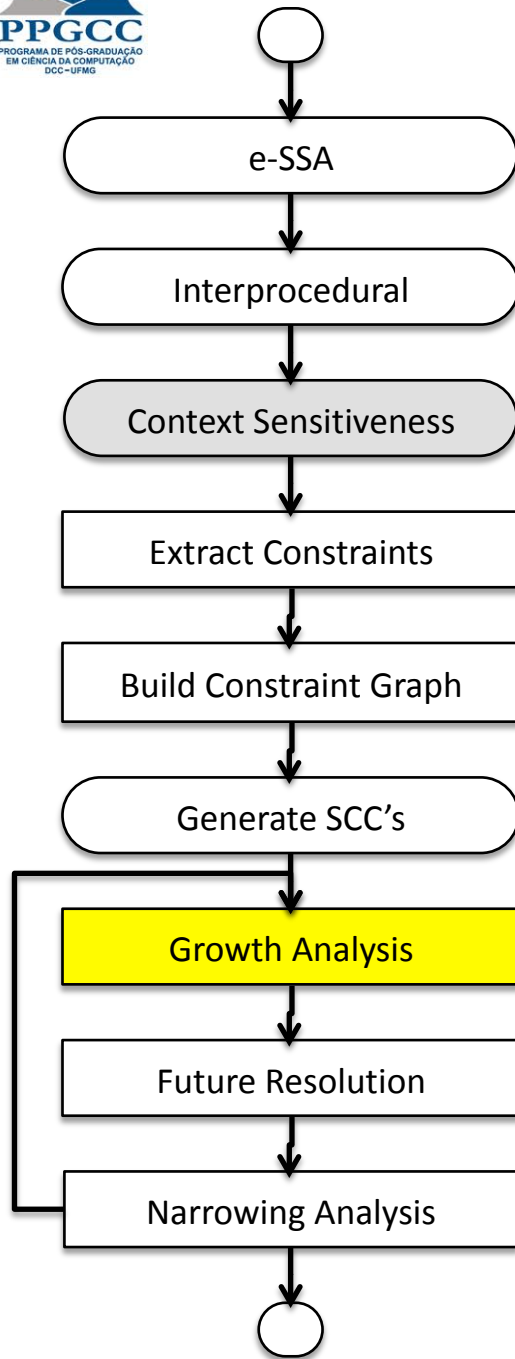 PPGCC
PROGRAMA DE PÓS-GRADUAÇÃO
EM CIÊNCIA DA COMPUTAÇÃO
DCC-UFMG
e-SSA
Interprocedural
Context Sensitiveness
Extract Constraints
Build Constraint Graph
Generate SCC's
Growth Analysis
Future Resolution
Narrowing Analysis